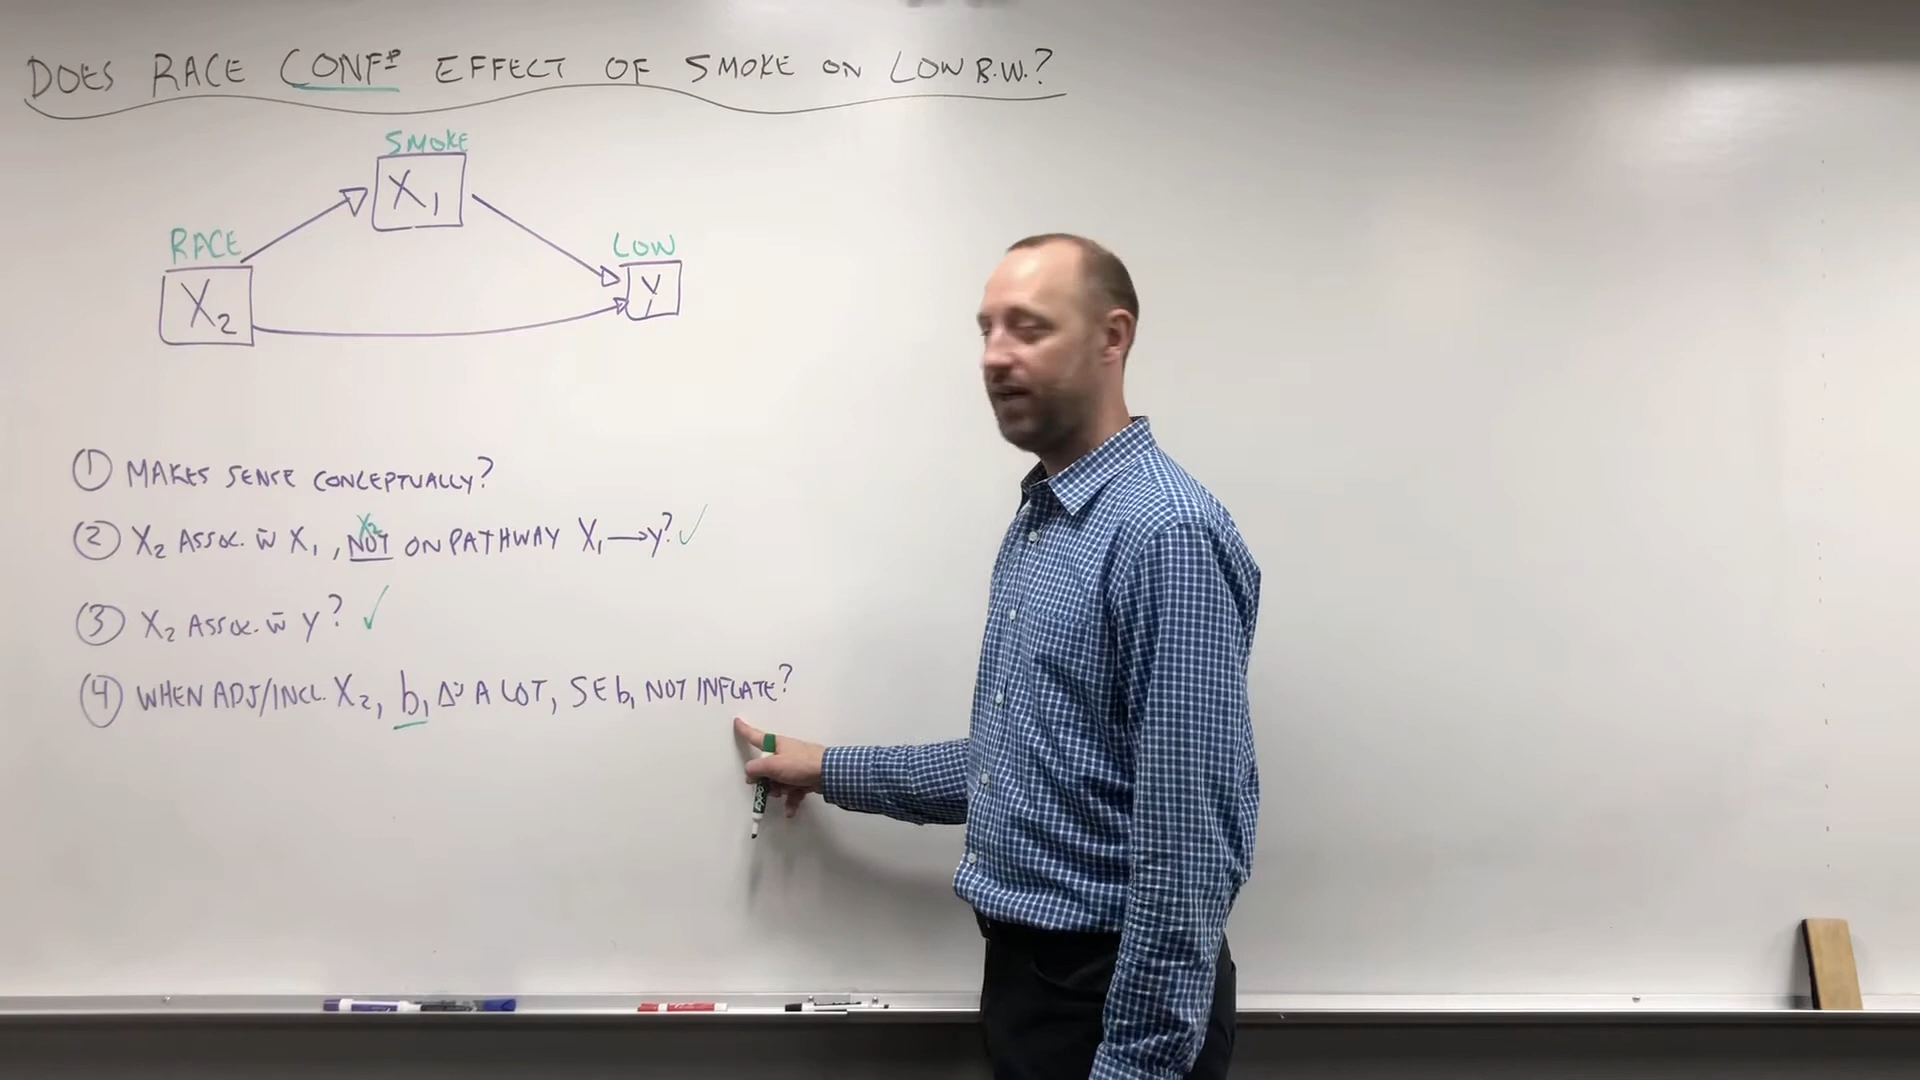 DOES RACE CONFD EFFECT OF SMOKE ON LOW B.W.?
SMOKE
X₁
RACE
X₂
LOW
Y
① MAKES SENSE CONCEPTUALLY?
② X₂ ASSOC. w̄ X₁, NOT ON PATHWAY X₁→Y? ✓
X₂
③ X₂ ASSOC. w̄ Y? ✓
④ WHEN ADJ/INCL. X₂, b₁ Δ's A LOT, SE b₁ NOT INFLATE?